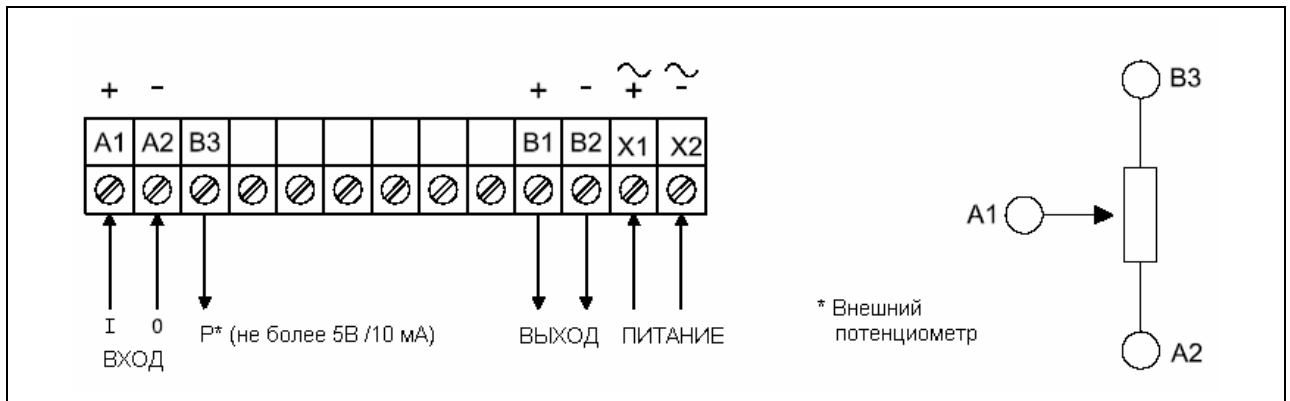 + - + - ~ ~
+ -
A1 A2 B3 B1 B2 X1 X2
I 0 P* (не более 5В /10 мА) ВЫХОД ПИТАНИЕ
ВХОД
B3
A1
A2
* Внешний
потенциометр